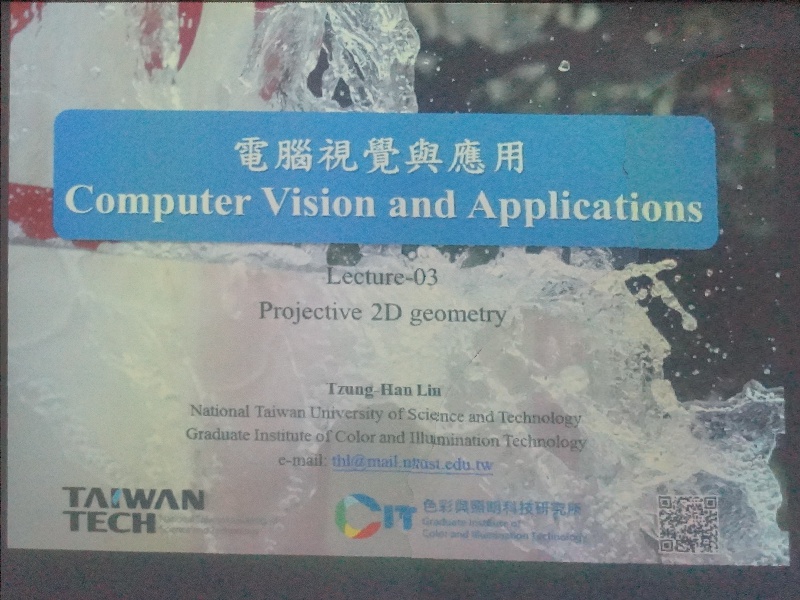 電腦視覺與應用
Computer Vision and Applications
Lecture-03
Projective 2D geometry
Tzung-Han Lin
National Taiwan University of Science and Technology
Graduate Institute of Color and Illumination Technology
e-mail: thl@mail.ntust.edu.tw
TAIWAN
TECH
CIT
色彩與照明科技研究所
Graduate Institute of
Color and Illumination Technology